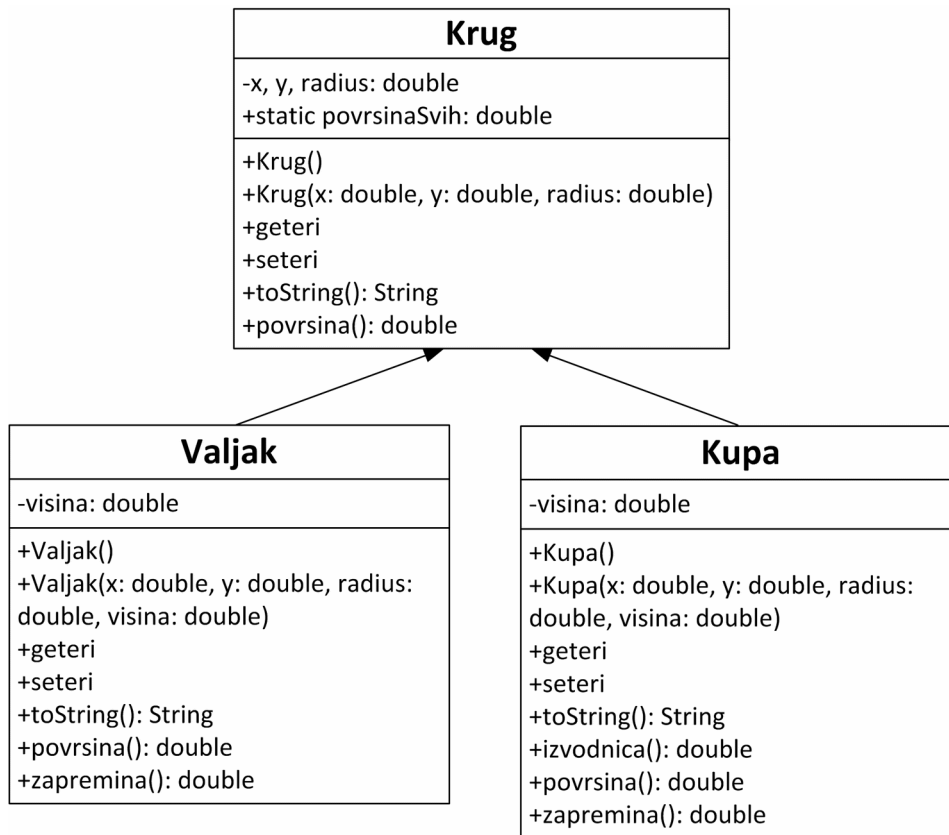 Krug
-x, y, radius: double
+static povrsinaSvih: double
+Krug()
+Krug(x: double, y: double, radius: double)
+geteri
+seteri
+toString(): String
+povrsina(): double
Valjak
-visina: double
+Valjak()
+Valjak(x: double, y: double, radius:
double, visina: double)
+geteri
+seteri
+toString(): String
+povrsina(): double
+zapremina(): double
Kupa
-visina: double
+Kupa()
+Kupa(x: double, y: double, radius:
double, visina: double)
+geteri
+seteri
+toString(): String
+izvodnica(): double
+povrsina(): double
+zapremina(): double